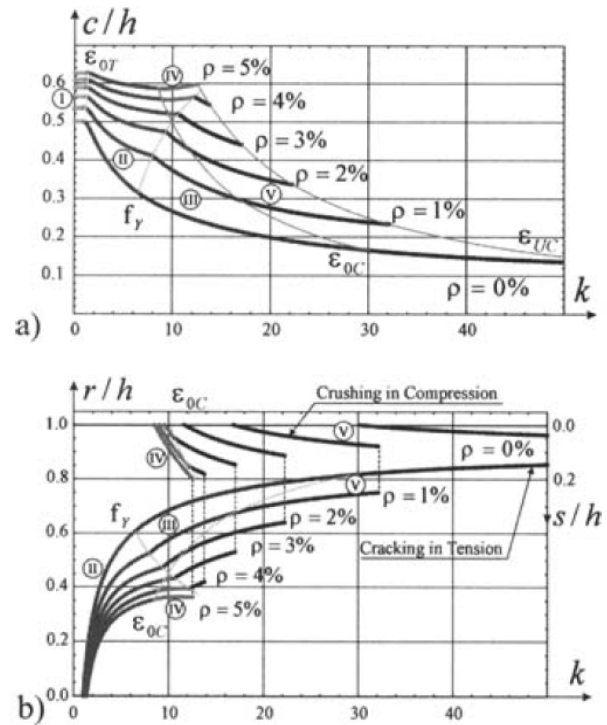 c/h
ε0T
IV
ρ = 5%
0.6
I
ρ = 4%
0.5
ρ = 3%
0.4
II
ρ = 2%
0.3
III
V
ρ = 1%
fY
0.2
εUC
ε0C
0.1
ρ = 0%
k
a)
0 10 20 30 40
r/h
ε0C
Crushing in Compression
1.0
0.0
V
ρ = 0%
0.8
IV
0.2
V
ρ = 1%
s/h
fY
III
0.6
ρ = 2%
Cracking in Tension
II
ρ = 3%
0.4
ρ = 4%
IV
ρ = 5%
ε0C
0.2
0.0
k
b)
0 10 20 30 40